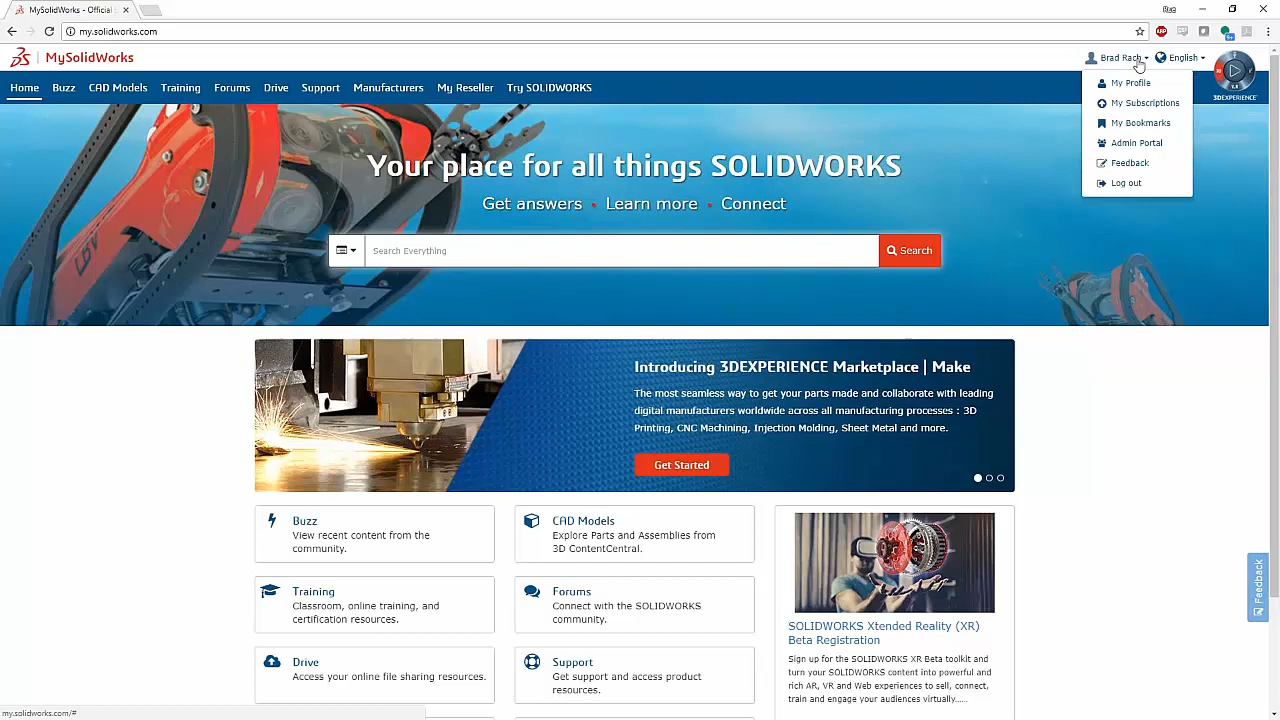 MySolidWorks - Official
my.solidworks.com
MySolidWorks
Brad Rach
English
3DEXPERIENCE
Home Buzz CAD Models Training Forums Drive Support Manufacturers My Reseller Try SOLIDWORKS
My Profile
My Subscriptions
My Bookmarks
Admin Portal
Feedback
Log out
Your place for all things SOLIDWORKS
Get answers • Learn more • Connect
Search Everything
Search
Introducing 3DEXPERIENCE Marketplace | Make
The most seamless way to get your parts made and collaborate with leading
digital manufacturers worldwide across all manufacturing processes : 3D
Printing, CNC Machining, Injection Molding, Sheet Metal and more.
Get Started
Buzz
View recent content from the
community.
CAD Models
Explore Parts and Assemblies from
3D ContentCentral.
Training
Classroom, online training, and
certification resources.
Forums
Connect with the SOLIDWORKS
community.
Drive
Access your online file sharing resources.
Support
Get support and access product
resources.
SOLIDWORKS Xtended Reality (XR)
Beta Registration
Sign up for the SOLIDWORKS XR Beta toolkit and
turn your SOLIDWORKS content into powerful and
rich AR, VR and Web experiences to sell, connect,
train and engage your audiences virtually......
Feedback
my.solidworks.com/#